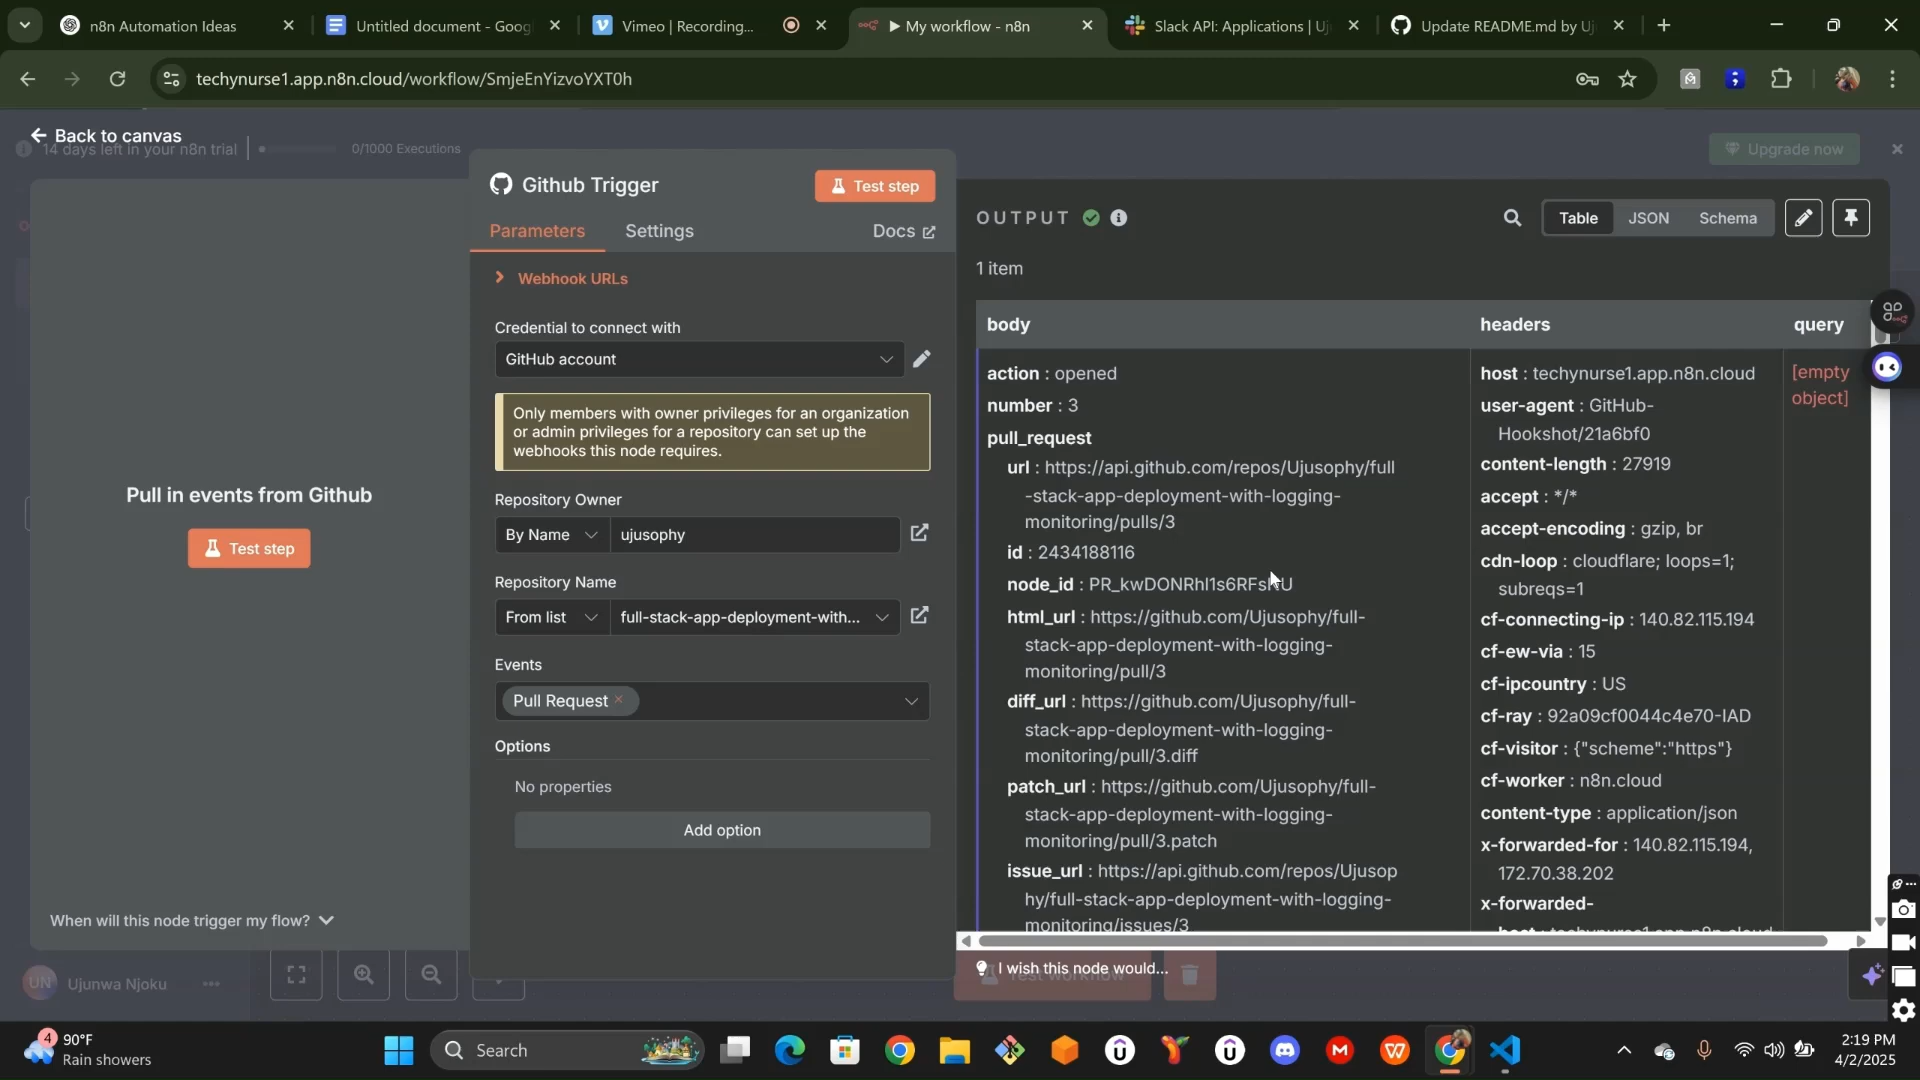 n8n Automation Ideas
Untitled document - Goog
Vimeo | Recording...
My workflow - n8n
Slack API: Applications | Uj
Update README.md by Uj
techynurse1.app.n8n.cloud/workflow/SmjeEnYizvoYXT0h
Back to canvas
14 days left in your n8n trial
0/1000 Executions
Upgrade now
Github Trigger
Test step
Parameters
Settings
Docs
Webhook URLs
Credential to connect with
GitHub account
Only members with owner privileges for an organization
or admin privileges for a repository can set up the
webhooks this node requires.
Repository Owner
By Name
ujusophy
Repository Name
From list
full-stack-app-deployment-with...
Events
Pull Request
Options
No properties
Add option
Pull in events from Github
Test step
When will this node trigger my flow?
OUTPUT
Table
JSON
Schema
1 item
body
headers
query
action : opened
number : 3
pull_request
url : https://api.github.com/repos/Ujusophy/full
-stack-app-deployment-with-logging-
monitoring/pulls/3
id : 2434188116
node_id :
html_url : https://github.com/Ujusophy/full-
stack-app-deployment-with-logging-
monitoring/pull/3
diff_url : https://github.com/Ujusophy/full-
stack-app-deployment-with-logging-
monitoring/pull/3.diff
patch_url : https://github.com/Ujusophy/full-
stack-app-deployment-with-logging-
monitoring/pull/3.patch
issue_url : https://api.github.com/repos/Ujusop
hy/full-stack-app-deployment-with-logging-
monitoring/issues/3
host : techynurse1.app.n8n.cloud
user-agent : GitHub-
Hookshot/21a6bf0
content-length : 27919
accept : */*
accept-encoding : gzip, br
cdn-loop : cloudflare; loops=1;
subreqs=1
cf-connecting-ip : 140.82.115.194
cf-ew-via : 15
cf-ipcountry : US
cf-ray : 92a09cf0044c4e70-IAD
cf-visitor : {"scheme":"https"}
cf-worker : n8n.cloud
content-type : application/json
x-forwarded-for : 140.82.115.194,
172.70.38.202
x-forwarded-
host : techynurse1.app.n8n.cloud
[empty
object]
I wish this node would...
Test workflow
UN
Ujunwa Njoku
4
90°F
Rain showers
Search
2:19 PM
4/2/2025